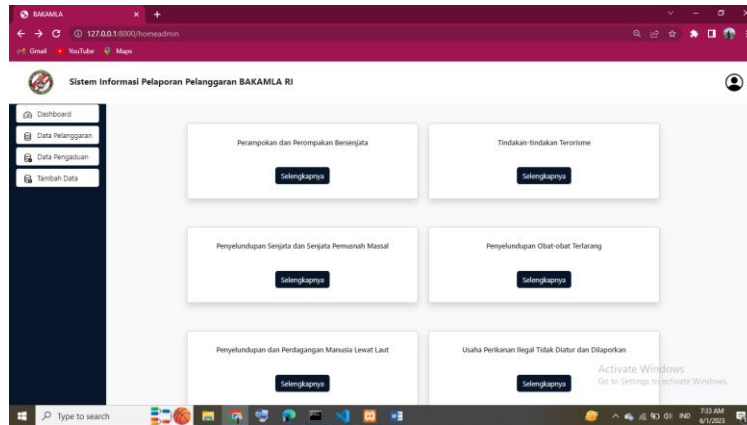 BAKAMLA
127.0.0.1:8000/homeadmin
Gmail YouTube Maps
Sistem Informasi Pelaporan Pelanggaran BAKAMLA RI
Dashboard
Data Pelanggaran
Data Pengaduan
Tambah Data
Perampokan dan Perompakan Bersenjata
Selengkapnya
Tindakan-tindakan Terorisme
Selengkapnya
Penyelundupan Senjata dan Senjata Pemusnah Massal
Selengkapnya
Penyelundupan Obat-obat Terlarang
Selengkapnya
Penyelundupan dan Perdagangan Manusia Lewat Laut
Selengkapnya
Usaha Perikanan Ilegal Tidak Diatur dan Dilaporkan
Selengkapnya
Activate Windows
Go to Settings to activate Windows.
Type to search
IND
7:33 AM
6/1/2023